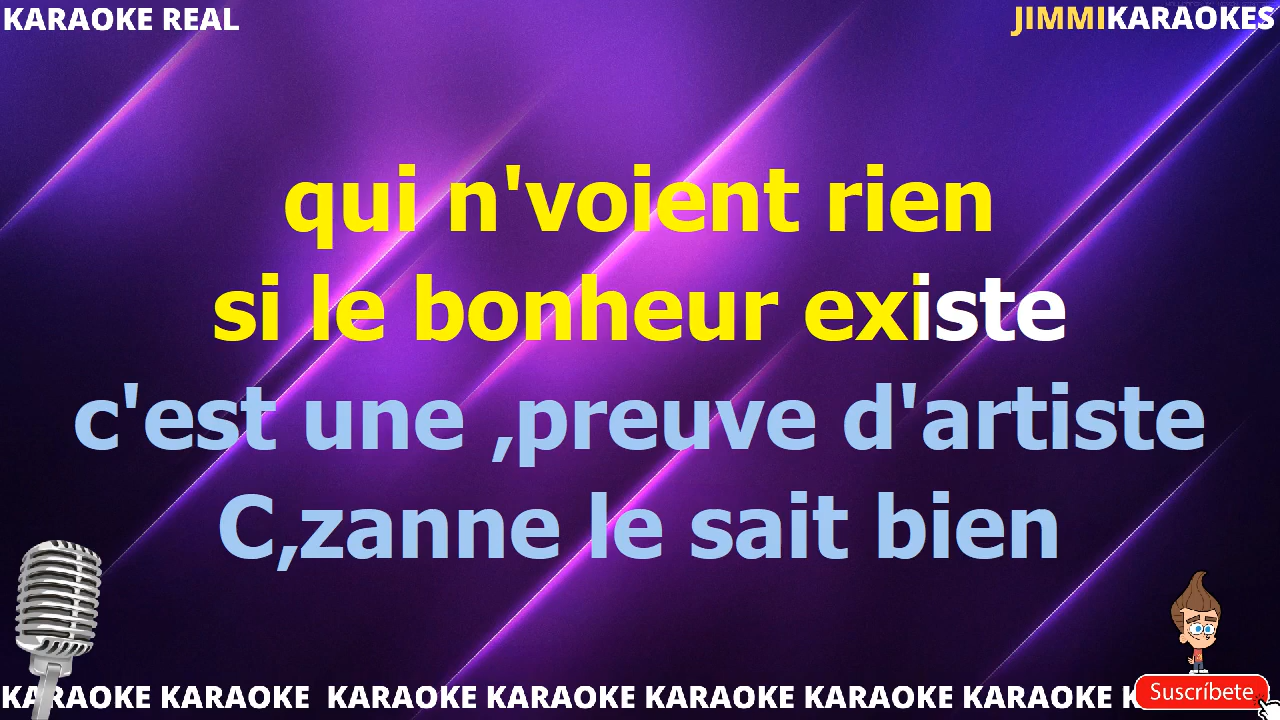 KARAOKE REAL
JIMMIKARAOKES
qui n'voient rien
si le bonheur existe
c'est une ,preuve d'artiste
C,zanne le sait bien
KARAOKE KARAOKE KARAOKE KARAOKE KARAOKE KARAOKE KARAOKE K
Suscríbete